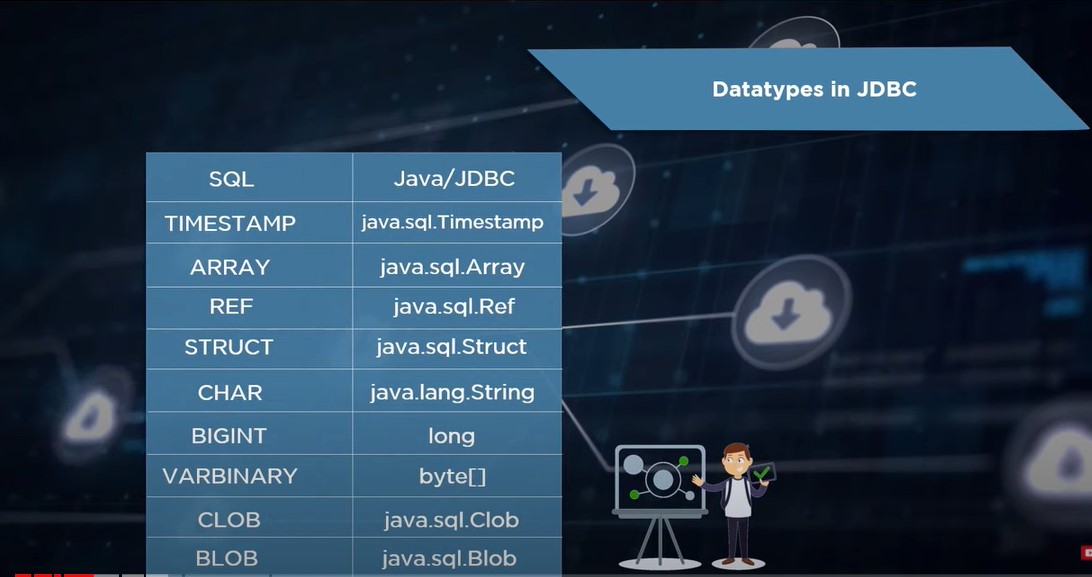 Datatypes in JDBC
SQL Java/JDBC
TIMESTAMP java.sql.Timestamp
ARRAY java.sql.Array
REF java.sql.Ref
STRUCT java.sql.Struct
CHAR java.lang.String
BIGINT long
VARBINARY byte[]
CLOB java.sql.Clob
BLOB java.sql.Blob